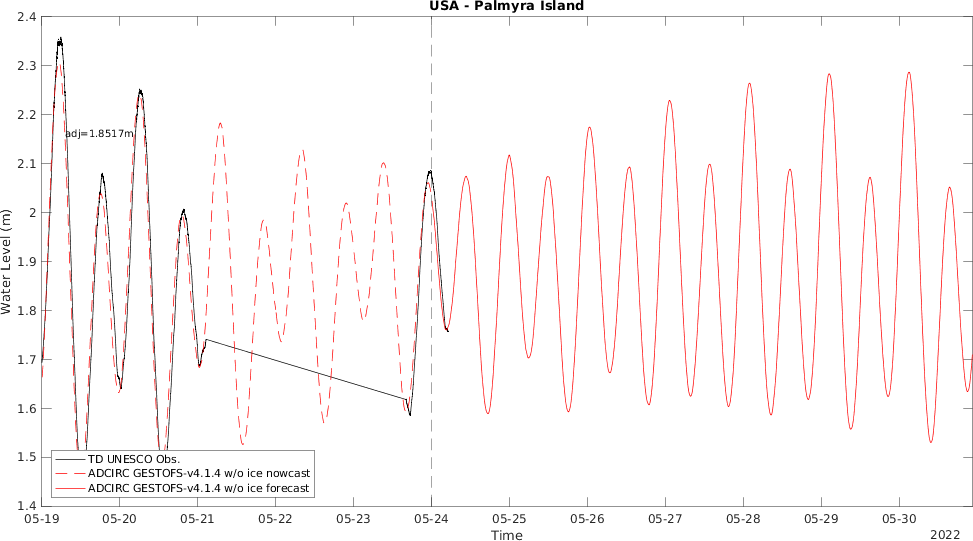 USA - Palmyra Island
2.4
2.3
2.2
2.1
2
1.9
1.8
1.7
1.6
1.5
1.4
Water Level (m)
adj=1.8517m
TD UNESCO Obs.
ADCIRC GESTOFS-v4.1.4 w/o ice nowcast
ADCIRC GESTOFS-v4.1.4 w/o ice forecast
05-19 05-20 05-21 05-22 05-23 05-24 05-25 05-26 05-27 05-28 05-29 05-30
Time
2022